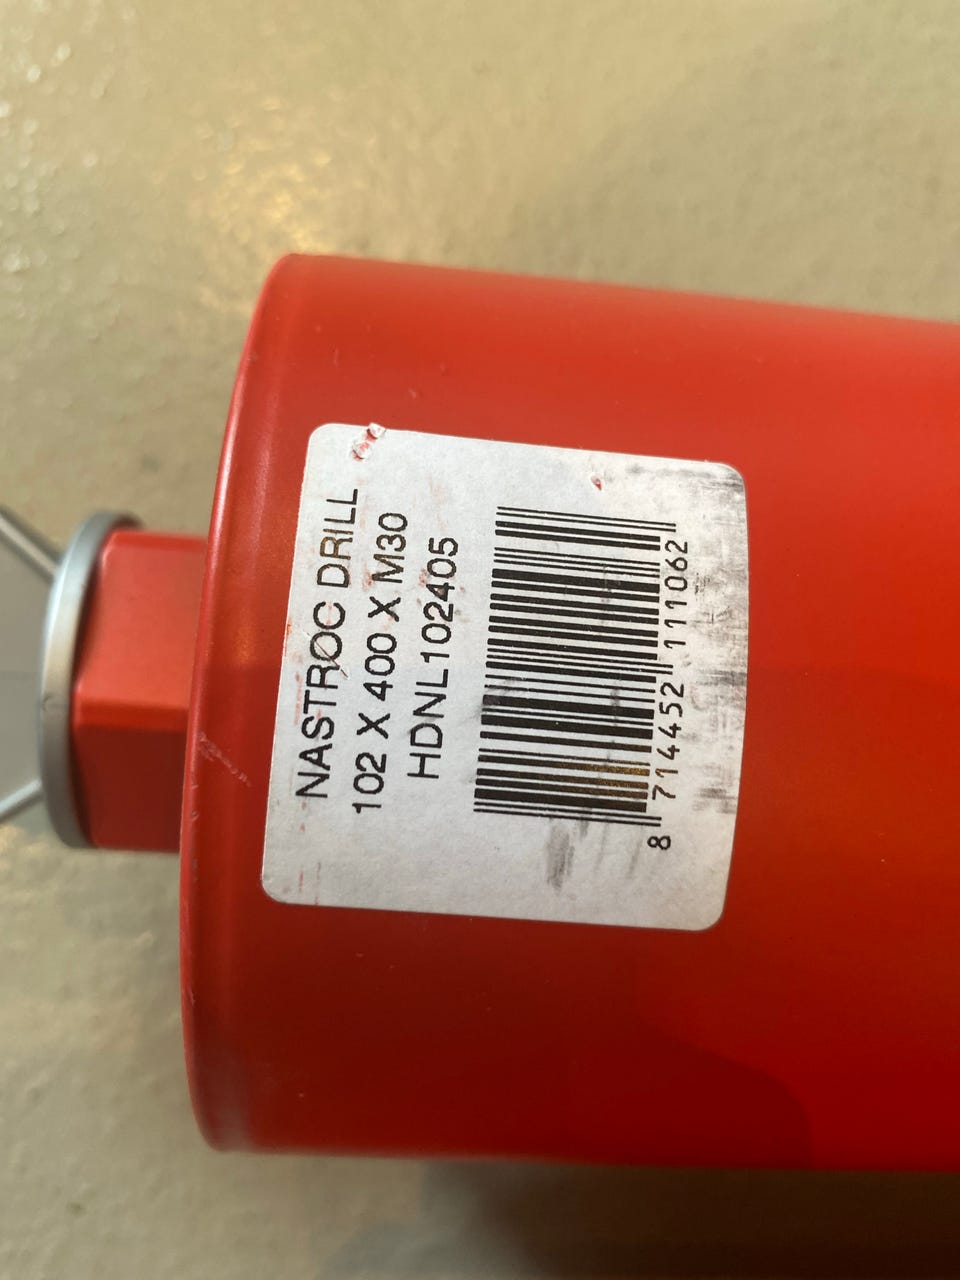 NASTROC DRILL
102 X 400 X M30
HDNL102405
8 714452 111062